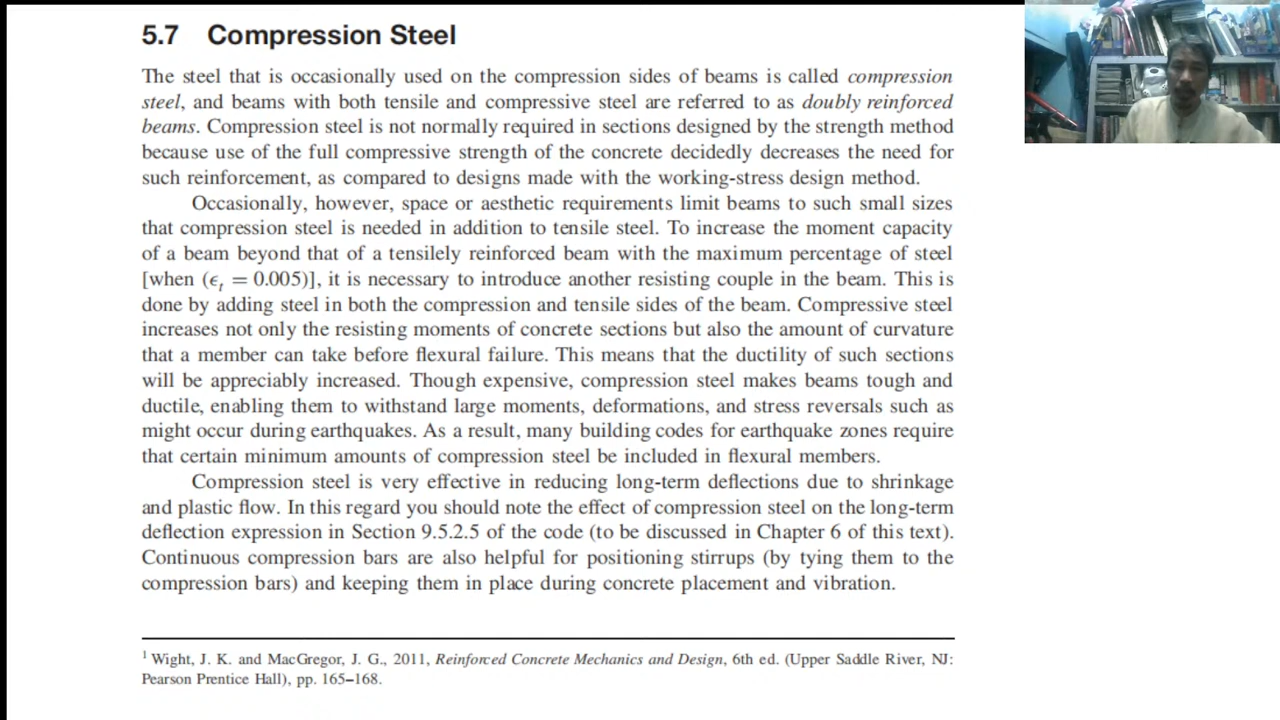 5.7 Compression Steel
The steel that is occasionally used on the compression sides of beams is called compression
steel, and beams with both tensile and compressive steel are referred to as doubly reinforced
beams. Compression steel is not normally required in sections designed by the strength method
because use of the full compressive strength of the concrete decidedly decreases the need for
such reinforcement, as compared to designs made with the working-stress design method.
Occasionally, however, space or aesthetic requirements limit beams to such small sizes
that compression steel is needed in addition to tensile steel. To increase the moment capacity
of a beam beyond that of a tensilely reinforced beam with the maximum percentage of steel
[when (ϵt = 0.005)], it is necessary to introduce another resisting couple in the beam. This is
done by adding steel in both the compression and tensile sides of the beam. Compressive steel
increases not only the resisting moments of concrete sections but also the amount of curvature
that a member can take before flexural failure. This means that the ductility of such sections
will be appreciably increased. Though expensive, compression steel makes beams tough and
ductile, enabling them to withstand large moments, deformations, and stress reversals such as
might occur during earthquakes. As a result, many building codes for earthquake zones require
that certain minimum amounts of compression steel be included in flexural members.
Compression steel is very effective in reducing long-term deflections due to shrinkage
and plastic flow. In this regard you should note the effect of compression steel on the long-term
deflection expression in Section 9.5.2.5 of the code (to be discussed in Chapter 6 of this text).
Continuous compression bars are also helpful for positioning stirrups (by tying them to the
compression bars) and keeping them in place during concrete placement and vibration.
1 Wight, J. K. and MacGregor, J. G., 2011, Reinforced Concrete Mechanics and Design, 6th ed. (Upper Saddle River, NJ:
Pearson Prentice Hall), pp. 165–168.